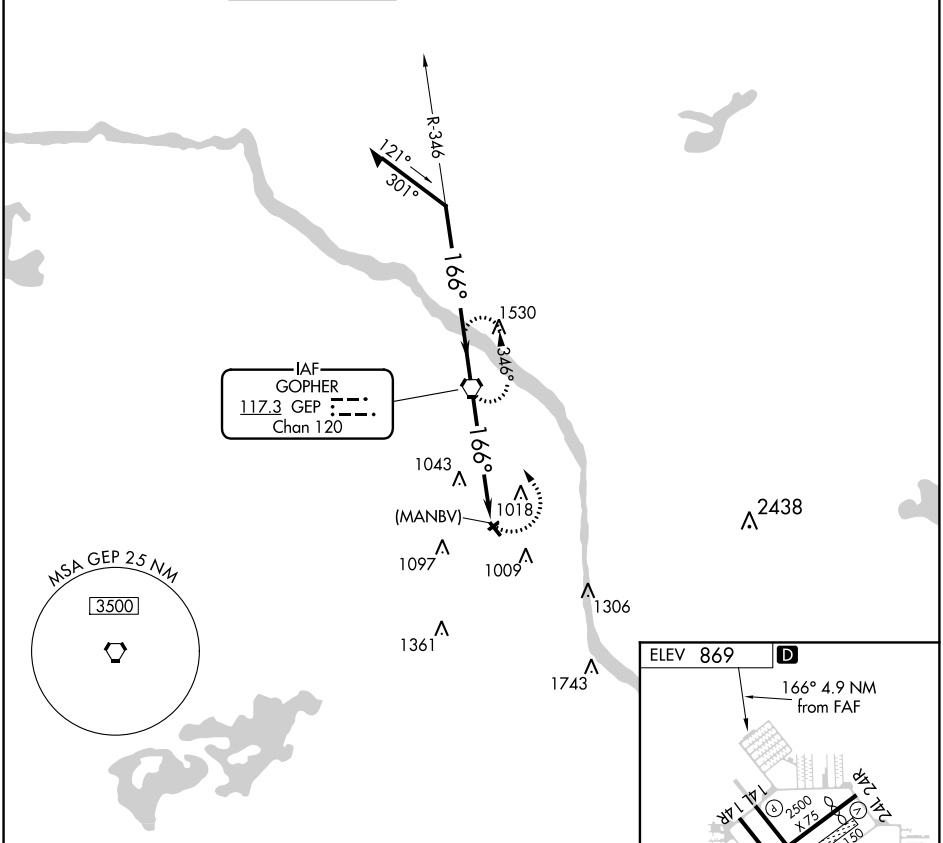 R-346
121°
301°
166°
1530
346°
IAF
GOPHER
117.3 GEP
Chan 120
166°
1043
1018
(MANBV)
2438
1097
1009
MSA GEP 25 NM
3500
1306
1361
1743
ELEV 869 D
166° 4.9 NM
from FAF
14L 14R
24L 24R
P
2500
X 75
V
150